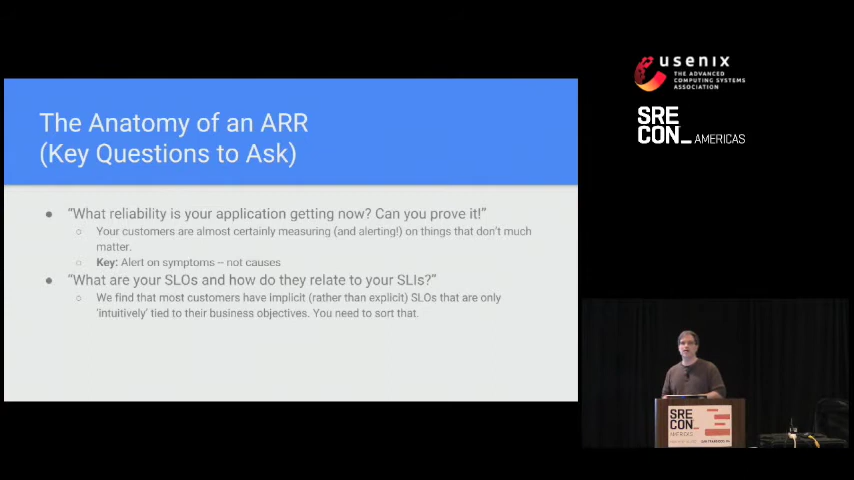 The Anatomy of an ARR
(Key Questions to Ask)
● "What reliability is your application getting now? Can you prove it!"
○ Your customers are almost certainly measuring (and alerting!) on things that don't much
matter.
○ Key: Alert on symptoms – not causes
● "What are your SLOs and how do they relate to your SLIs?"
○ We find that most customers have implicit (rather than explicit) SLOs that are only
'intuitively' tied to their business objectives. You need to sort that.
usenix
THE ADVANCED
COMPUTING SYSTEMS
ASSOCIATION
SRE
CON_ AMERICAS
SRE
CON_
AMERICAS